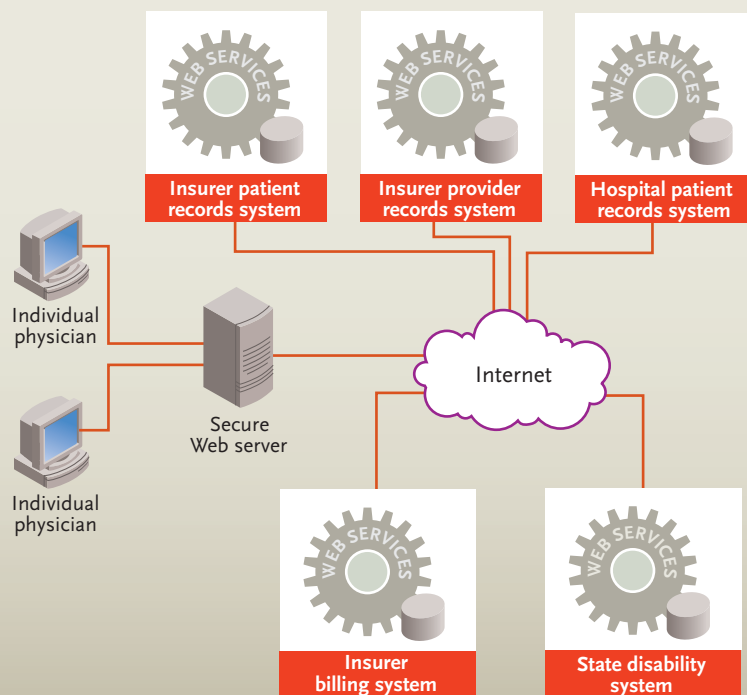 WEB SERVICES
WEB SERVICES
WEB SERVICES
Insurer patient
records system
Insurer provider
records system
Hospital patient
records system
Individual
physician
Internet
Secure
Web server
Individual
physician
WEB SERVICES
WEB SERVICES
Insurer
billing system
State disability
system